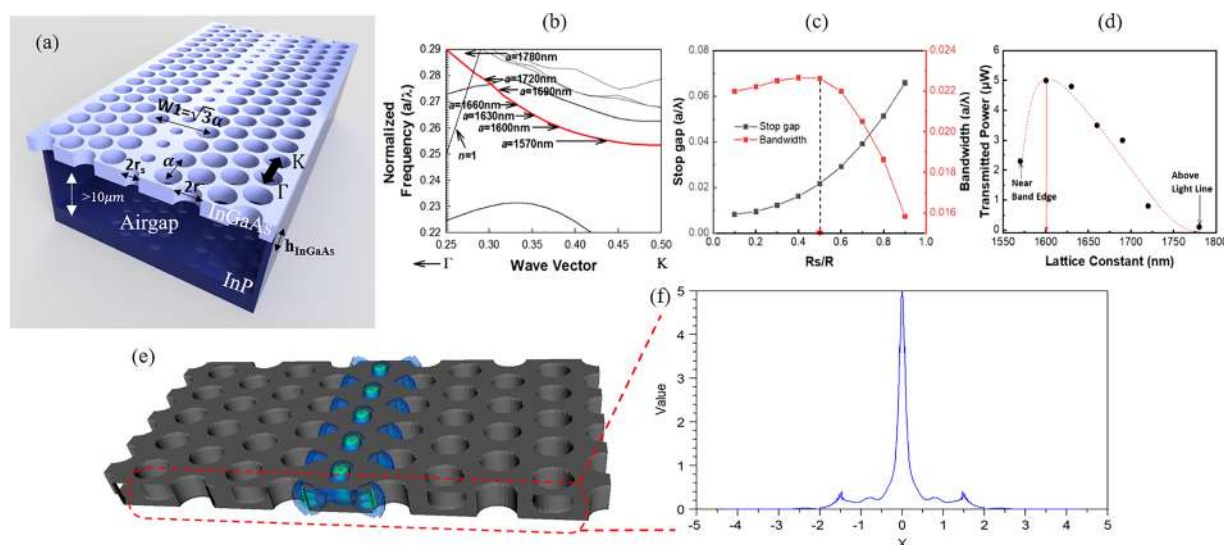 (a)
W1=√3α
K
Γ
2rₛ
α
2r
InGaAs
>10μm
Airgap
h_InGaAs
InP
(b)
Normalized
Frequency (a/λ)
0.29
0.28
0.27
0.26
0.25
0.24
0.23
0.22
a=1780nm
a=1720nm
a=1690nm
a=1660nm
a=1630nm
a=1600nm
a=1570nm
n=1
0.25 0.30 0.35 0.40 0.45 0.50
Γ Wave Vector K
(c)
Stop gap (a/λ)
0.08
0.06
0.04
0.02
0.00
Stop gap
Bandwidth
0.0 0.2 0.4 0.6 0.8 1.0
Rs/R
0.024
0.022
0.020
0.018
0.016
Bandwidth (a/λ)
(d)
Transmitted Power (μW)
7
6
5
4
3
2
1
0
Near
Band Edge
Above
Light Line
1550 1600 1650 1700 1750 1800
Lattice Constant (nm)
(e)
(f)
Value
5
4
3
2
1
0
-5 -4 -3 -2 -1 0 1 2 3 4 5
X